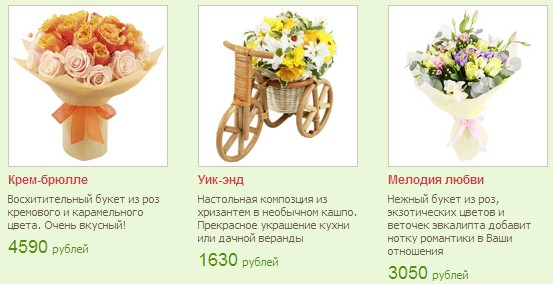 Крем-брюлле
Восхитительный букет из роз
кремового и карамельного
цвета. Очень вкусный!
4590 рублей
Уик-энд
Настольная композция из
хризантем в необычном кашпо.
Прекрасное украшение кухни
или дачной веранды
1630 рублей
Мелодия любви
Нежный букет из роз,
экзотических цветов и
веточек эвкалипта добавит
нотку романтики в Ваши
отношения
3050 рублей